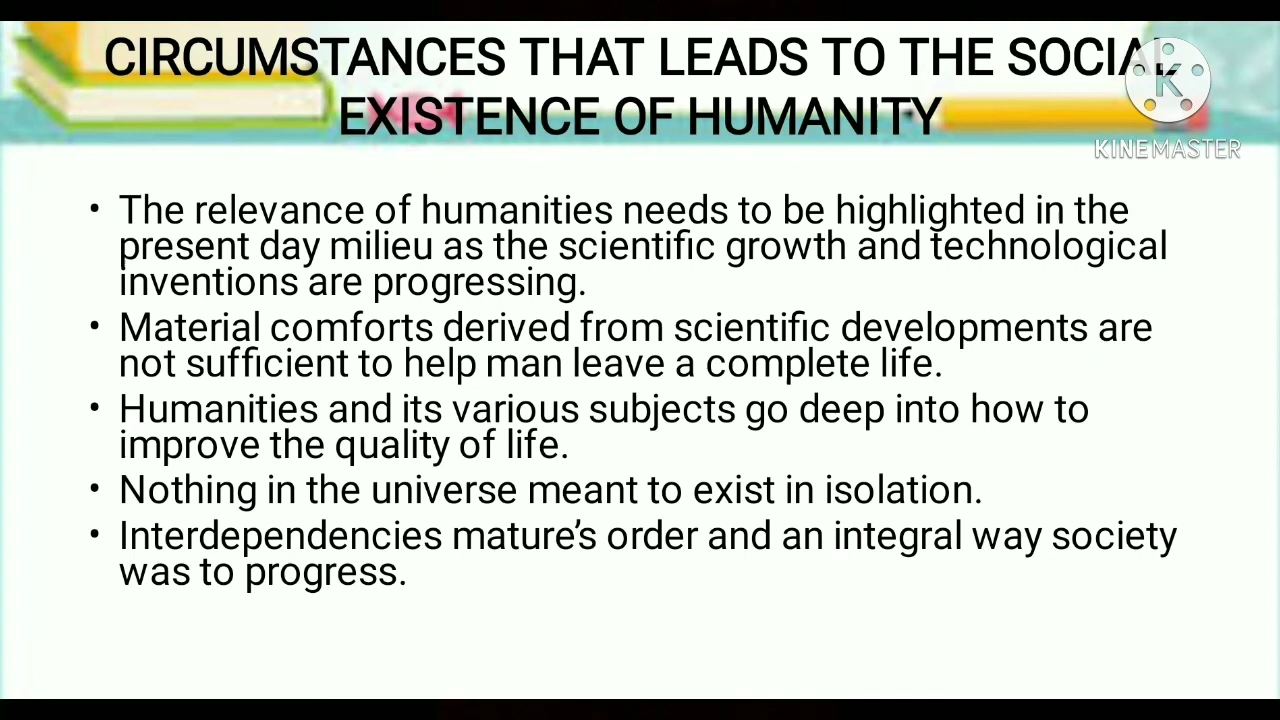 CIRCUMSTANCES THAT LEADS TO THE SOCIAL
EXISTENCE OF HUMANITY
K
KINEMASTER
• The relevance of humanities needs to be highlighted in the
present day milieu as the scientific growth and technological
inventions are progressing.
• Material comforts derived from scientific developments are
not sufficient to help man leave a complete life.
• Humanities and its various subjects go deep into how to
improve the quality of life.
• Nothing in the universe meant to exist in isolation.
• Interdependencies mature’s order and an integral way society
was to progress.